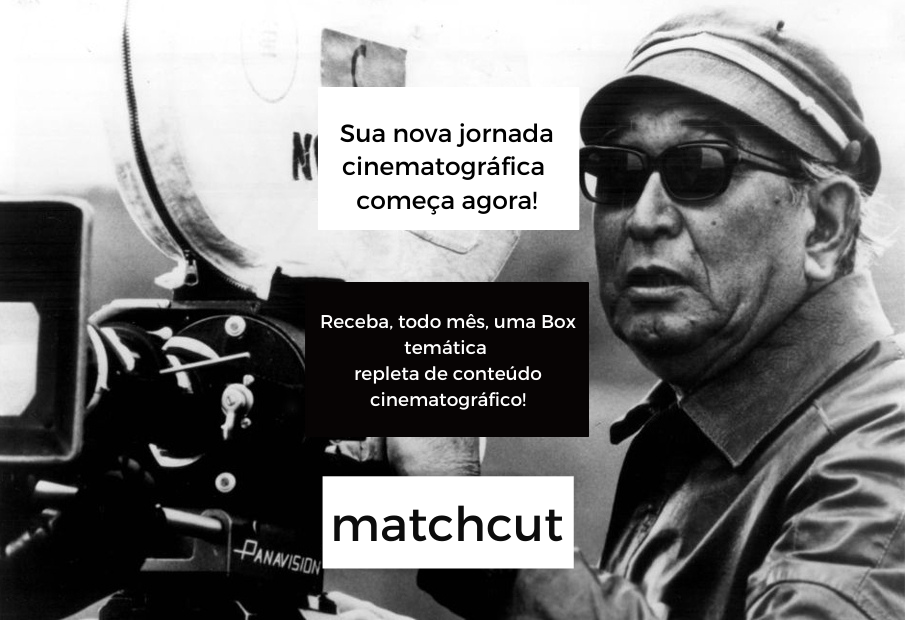 Sua nova jornada
cinematográfica
começa agora!
Receba, todo mês, uma Box
temática
repleta de conteúdo
cinematográfico!
matchcut
PANAVISION